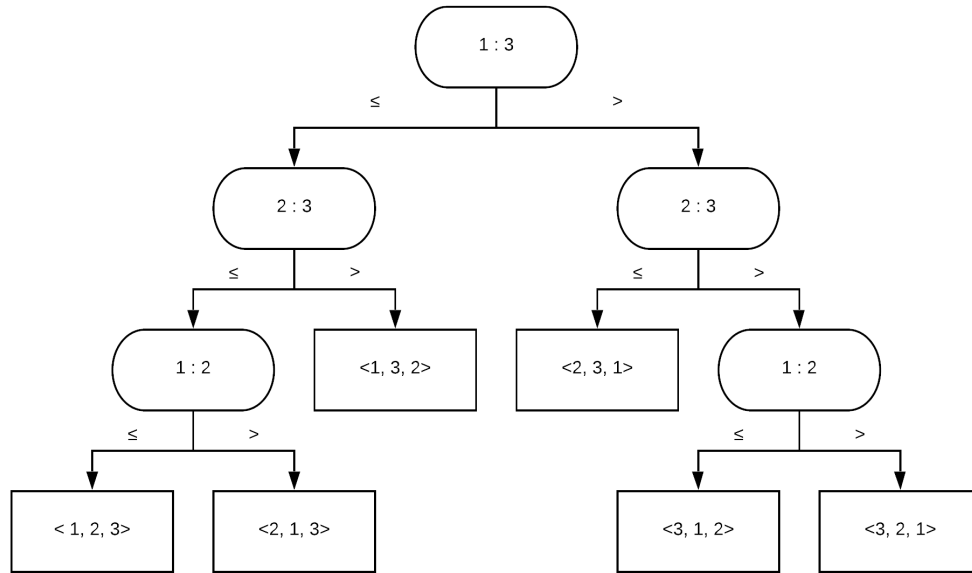 1 : 3
≤ >
2 : 3 2 : 3
≤ > ≤ >
1 : 2 <1, 3, 2> <2, 3, 1> 1 : 2
≤ > ≤ >
< 1, 2, 3> <2, 1, 3> <3, 1, 2> <3, 2, 1>